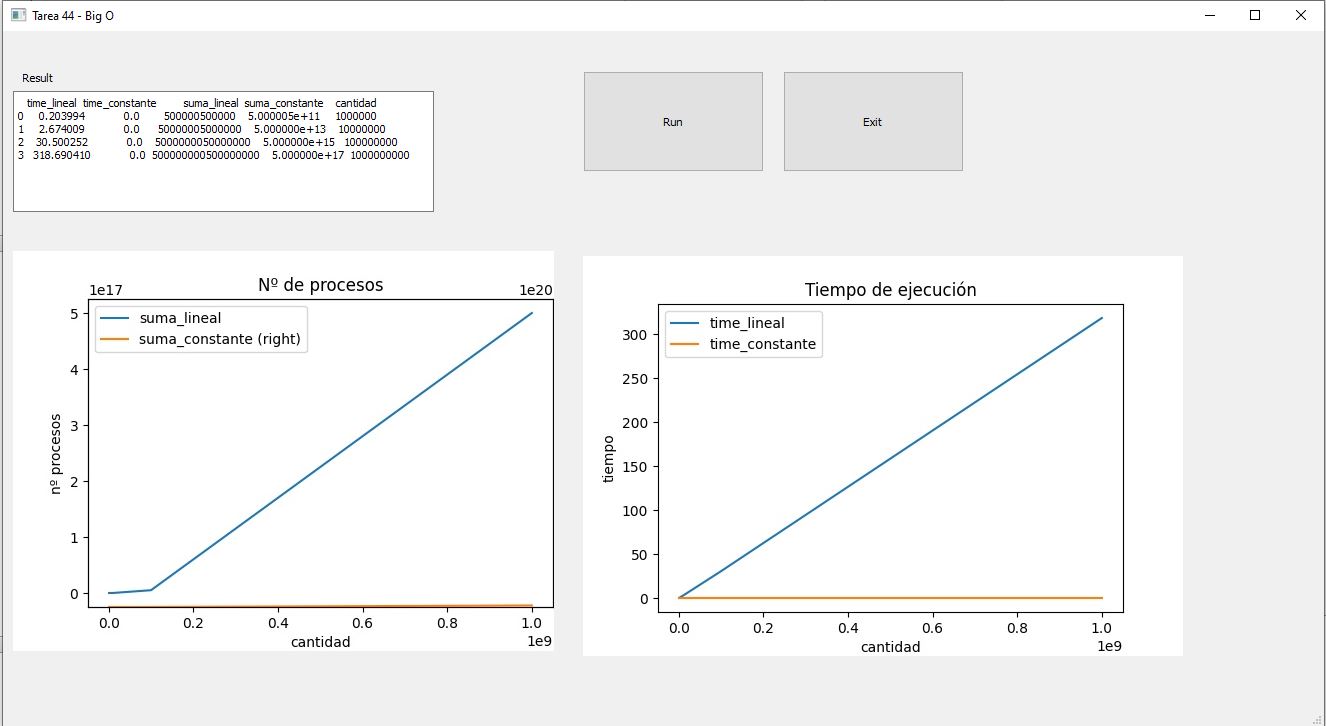 Tarea 44 - Big O
Result
time_lineal time_constante suma_lineal suma_constante cantidad
0 0.203994 0.0 500000500000 5.000005e+11 1000000
1 2.674009 0.0 50000005000000 5.000000e+13 10000000
2 30.500252 0.0 5000000050000000 5.000000e+15 100000000
3 318.690410 0.0 500000000500000000 5.000000e+17 1000000000
Run
Exit
Nº de procesos
1e17
1e20
suma_lineal
suma_constante (right)
5
4
3
2
1
0
nº procesos
0.0 0.2 0.4 0.6 0.8 1.0
cantidad
1e9
Tiempo de ejecución
time_lineal
time_constante
300
250
200
150
100
50
0
tiempo
0.0 0.2 0.4 0.6 0.8 1.0
cantidad
1e9